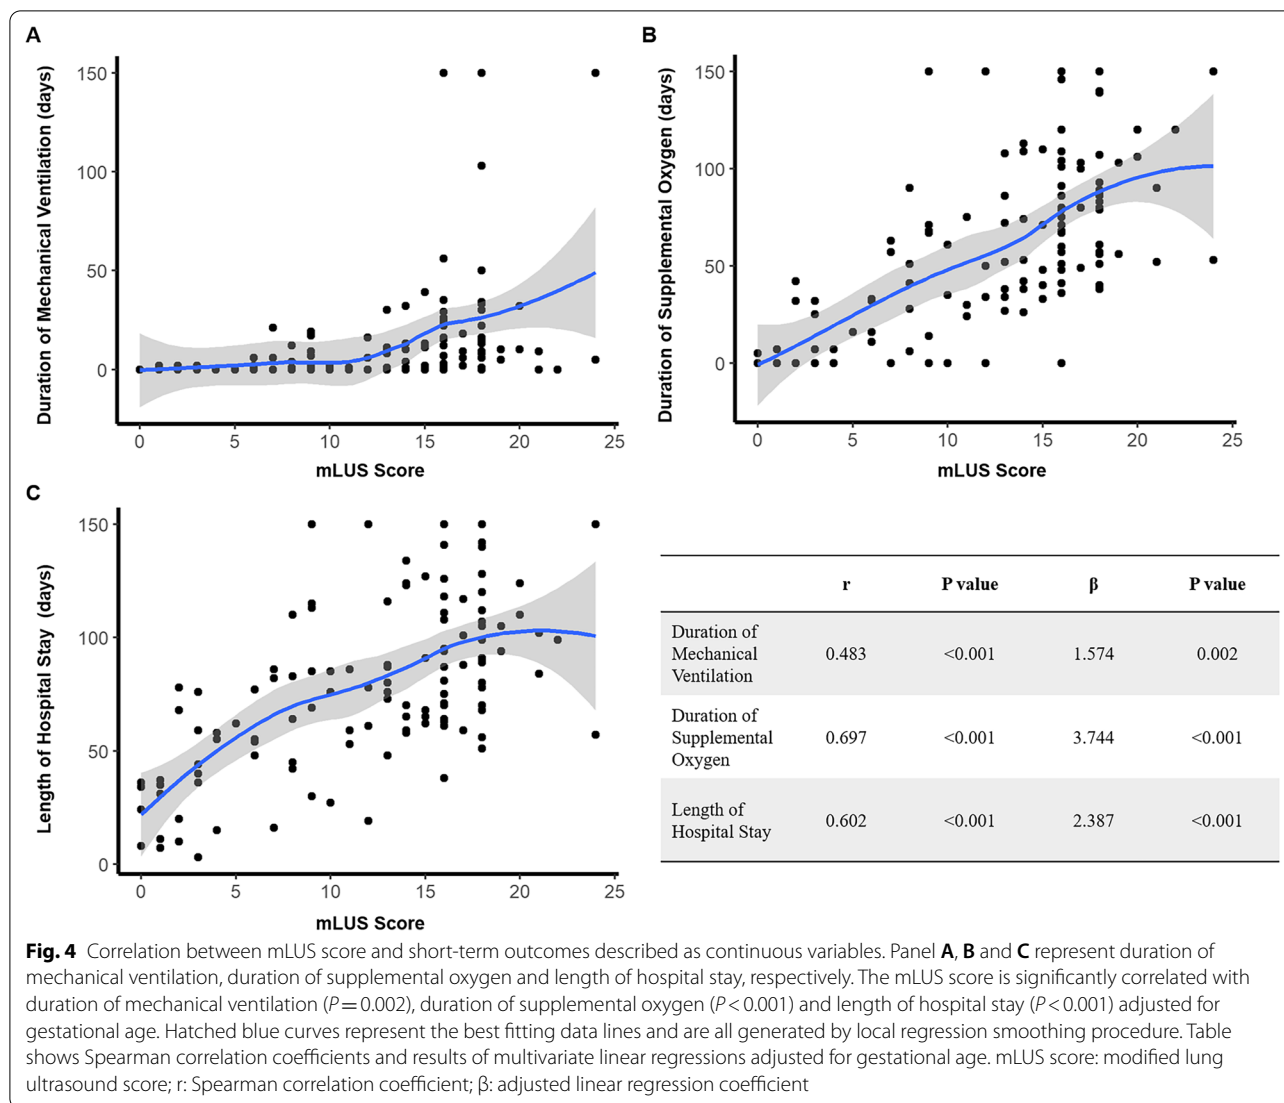 A
Duration of Mechanical Ventilation (days)
150
100
50
0
0 5 10 15 20 25
mLUS Score
B
Duration of Supplemental Oxygen (days)
150
100
50
0
0 5 10 15 20 25
mLUS Score
C
Length of Hospital Stay (days)
150
100
50
0
0 5 10 15 20 25
mLUS Score
r P value β P value
Duration of
Mechanical
Ventilation
0.483 <0.001 1.574 0.002
Duration of
Supplemental
Oxygen
0.697 <0.001 3.744 <0.001
Length of
Hospital Stay
0.602 <0.001 2.387 <0.001
Fig. 4 Correlation between mLUS score and short-term outcomes described as continuous variables. Panel A, B and C represent duration of
mechanical ventilation, duration of supplemental oxygen and length of hospital stay, respectively. The mLUS score is significantly correlated with
duration of mechanical ventilation (P = 0.002), duration of supplemental oxygen (P < 0.001) and length of hospital stay (P < 0.001) adjusted for
gestational age. Hatched blue curves represent the best fitting data lines and are all generated by local regression smoothing procedure. Table
shows Spearman correlation coefficients and results of multivariate linear regressions adjusted for gestational age. mLUS score: modified lung
ultrasound score; r: Spearman correlation coefficient; β: adjusted linear regression coefficient